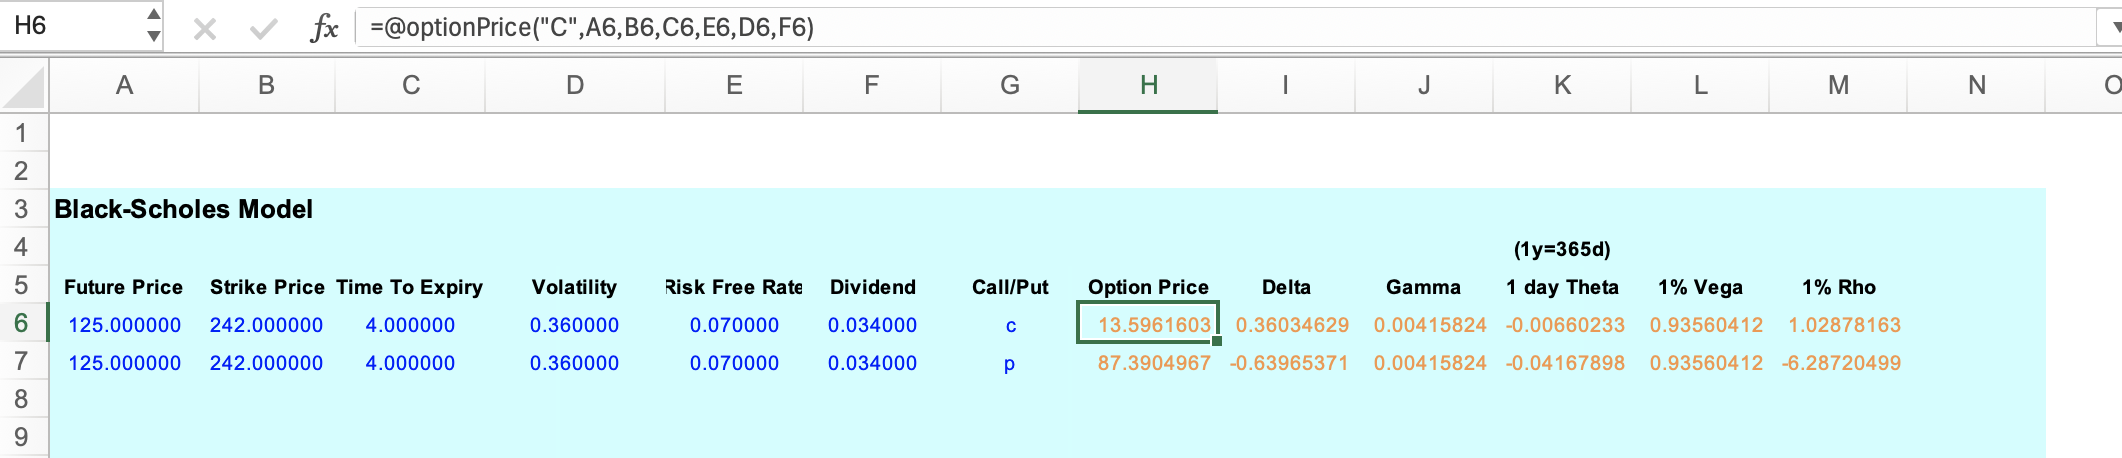 H6 fx =@optionPrice("C",A6,B6,C6,E6,D6,F6)
A B C D E F G H I J K L M N O
1
2
3 Black-Scholes Model
4 (1y=365d)
5 Future Price Strike Price Time To Expiry Volatility Risk Free Rate Dividend Call/Put Option Price Delta Gamma 1 day Theta 1% Vega 1% Rho
6 125.000000 242.000000 4.000000 0.360000 0.070000 0.034000 c 13.5961603 0.36034629 0.00415824 -0.00660233 0.93560412 1.02878163
7 125.000000 242.000000 4.000000 0.360000 0.070000 0.034000 p 87.3904967 -0.63965371 0.00415824 -0.04167898 0.93560412 -6.28720499
8
9